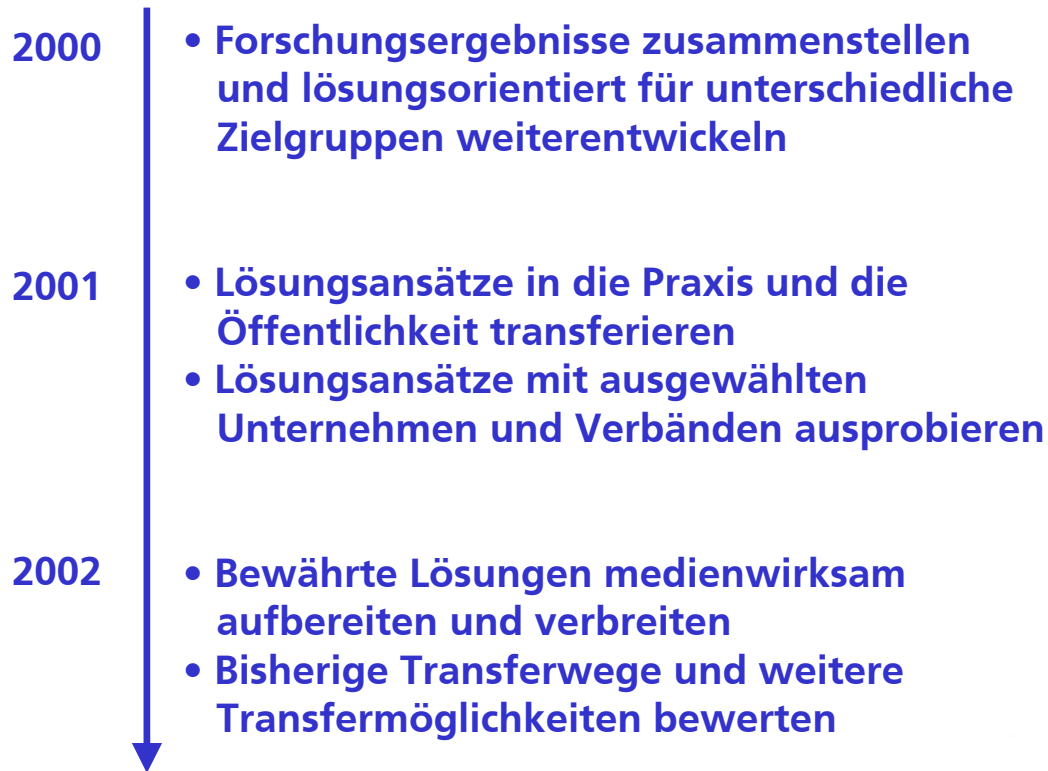 2000
• Forschungsergebnisse zusammenstellen
und lösungsorientiert für unterschiedliche
Zielgruppen weiterentwickeln
2001
• Lösungsansätze in die Praxis und die
Öffentlichkeit transferieren
• Lösungsansätze mit ausgewählten
Unternehmen und Verbänden ausprobieren
2002
• Bewährte Lösungen medienwirksam
aufbereiten und verbreiten
• Bisherige Transferwege und weitere
Transfermöglichkeiten bewerten